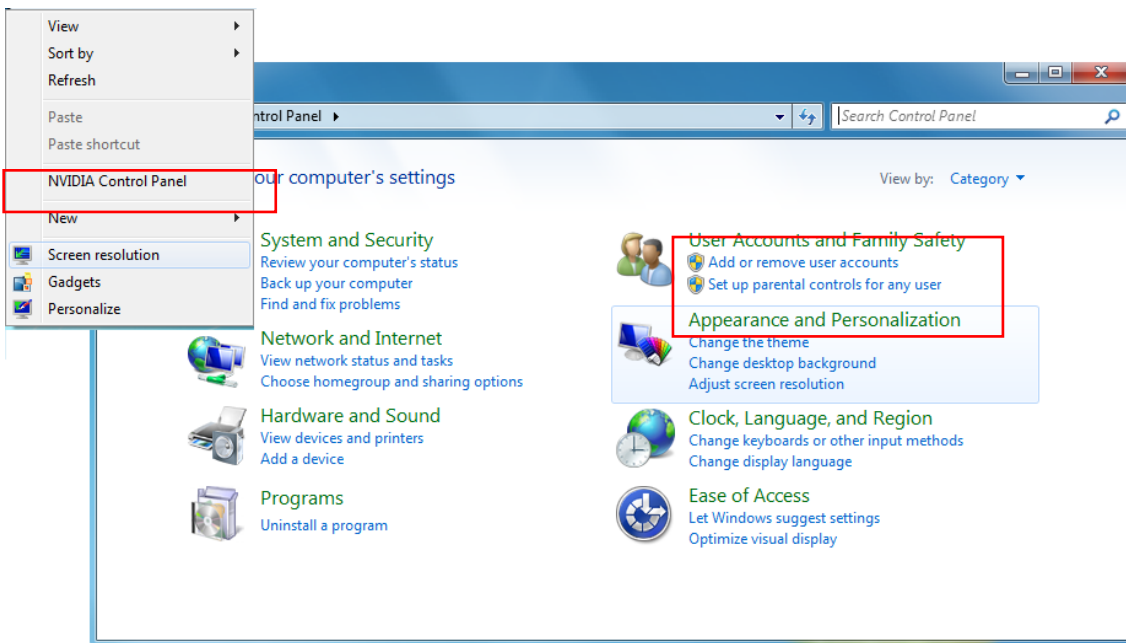 View
Sort by
Refresh
Paste
Paste shortcut
NVIDIA Control Panel
New
Screen resolution
Gadgets
Personalize
ntrol Panel
Search Control Panel
our computer's settings
View by: Category
System and Security
Review your computer's status
Back up your computer
Find and fix problems
Network and Internet
View network status and tasks
Choose homegroup and sharing options
Hardware and Sound
View devices and printers
Add a device
Programs
Uninstall a program
User Accounts and Family Safety
Add or remove user accounts
Set up parental controls for any user
Appearance and Personalization
Change the theme
Change desktop background
Adjust screen resolution
Clock, Language, and Region
Change keyboards or other input methods
Change display language
Ease of Access
Let Windows suggest settings
Optimize visual display